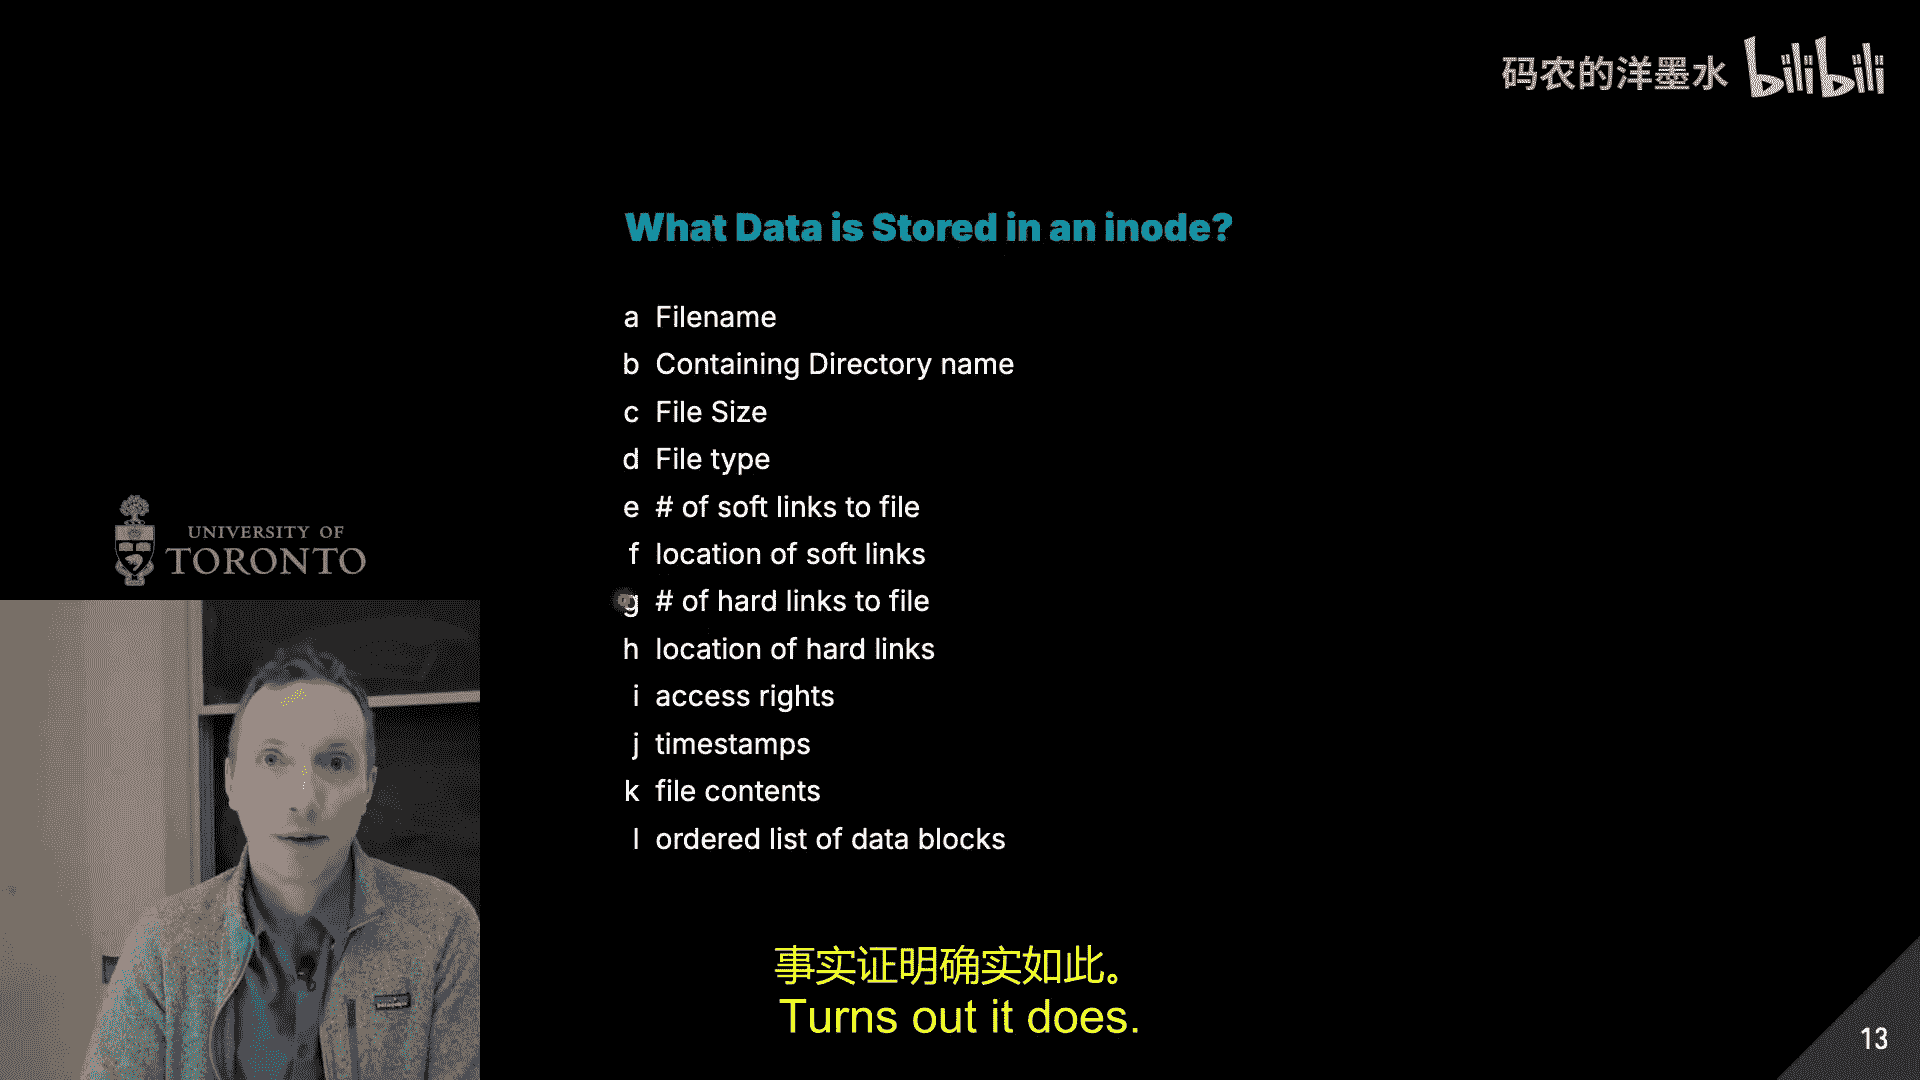 码农的洋墨水 bilibili
What Data is Stored in an inode?
a Filename
b Containing Directory name
c File Size
d File type
e # of soft links to file
f location of soft links
g # of hard links to file
h location of hard links
i access rights
j timestamps
k file contents
l ordered list of data blocks
UNIVERSITY OF
TORONTO
事实证明确实如此。
Turns out it does.
13